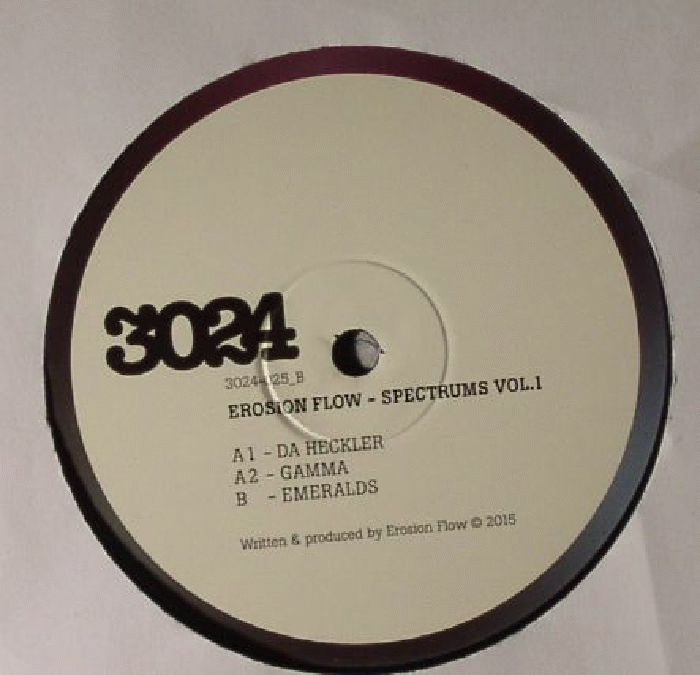 3024
3024-025_B
EROSION FLOW - SPECTRUMS VOL.1
A1 - DA HECKLER
A2 - GAMMA
B - EMERALDS
Written & produced by Erosion Flow © 2015